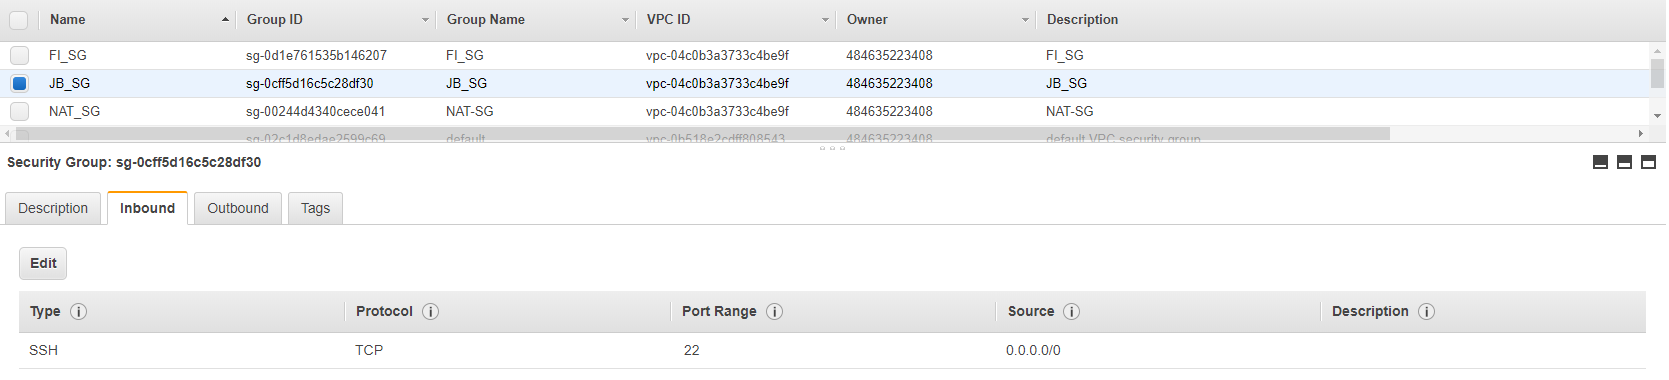 Name Group ID Group Name VPC ID Owner Description
FI_SG sg-0d1e761535b146207 FI_SG vpc-04c0b3a3733c4be9f 484635223408 FI_SG
JB_SG sg-0cff5d16c5c28df30 JB_SG vpc-04c0b3a3733c4be9f 484635223408 JB_SG
NAT_SG sg-00244d4340cece041 NAT-SG vpc-04c0b3a3733c4be9f 484635223408 NAT-SG
sg-02c1d8edae2599c69 default vpc-0b518e2cdff808543 484635223408 default VPC security group
Security Group: sg-0cff5d16c5c28df30
Description Inbound Outbound Tags
Edit
Type Protocol Port Range Source Description
SSH TCP 22 0.0.0.0/0